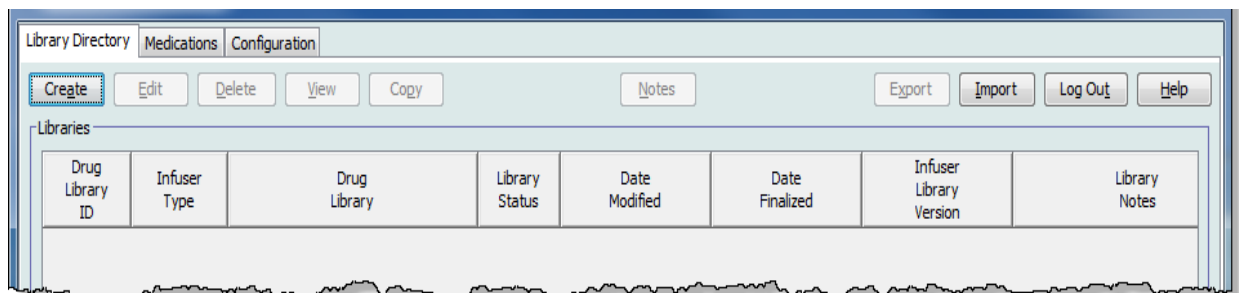 Library Directory Medications Configuration
Create Edit Delete View Copy Notes Export Import Log Out Help
Libraries
Drug Library ID Infuser Type Drug Library Library Status Date Modified Date Finalized Infuser Library Version Library Notes